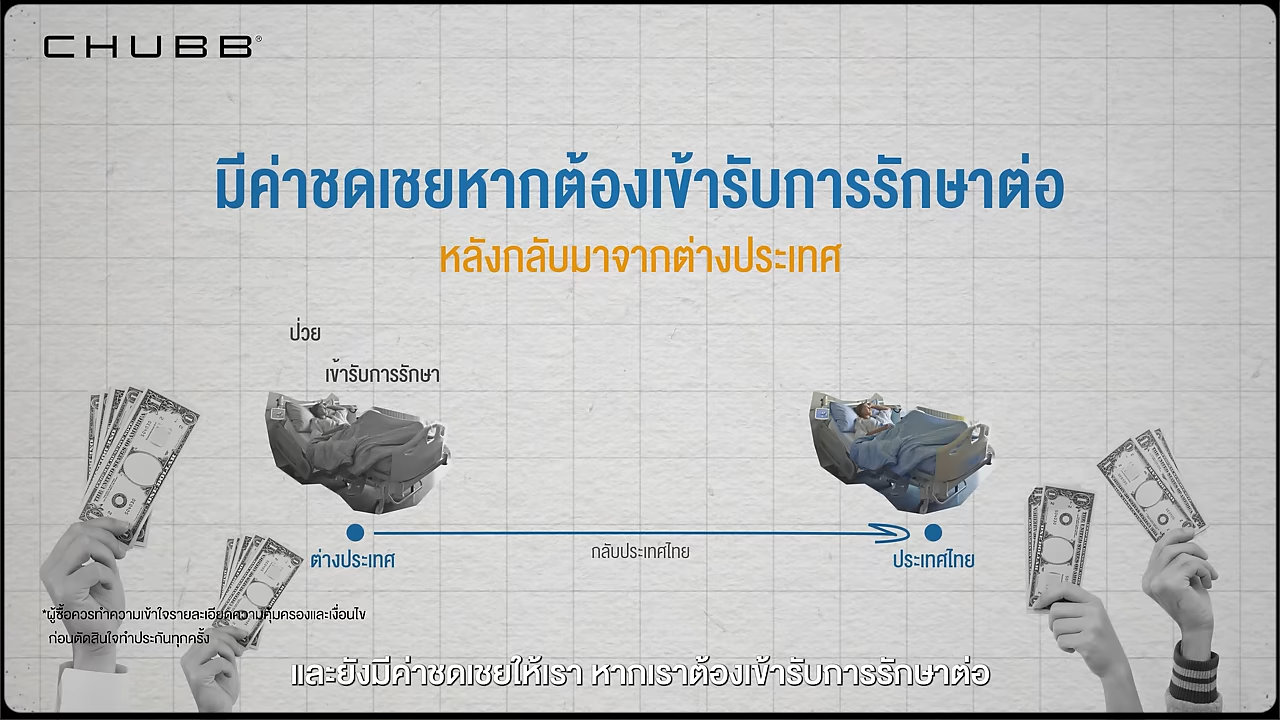 CHUBB®
มีค่าชดเชยหากต้องเข้ารับการรักษาต่อ
หลังกลับมาจากต่างประเทศ
ป่วย
เข้ารับการรักษา
ต่างประเทศ
กลับประเทศไทย
ประเทศไทย
*ผู้ซื้อควรทำความเข้าใจรายละเอียดความคุ้มครองและเงื่อนไข
ก่อนตัดสินใจทำประกันทุกครั้ง
และยังมีค่าชดเชยให้เรา หากเราต้องเข้ารับการรักษาต่อ